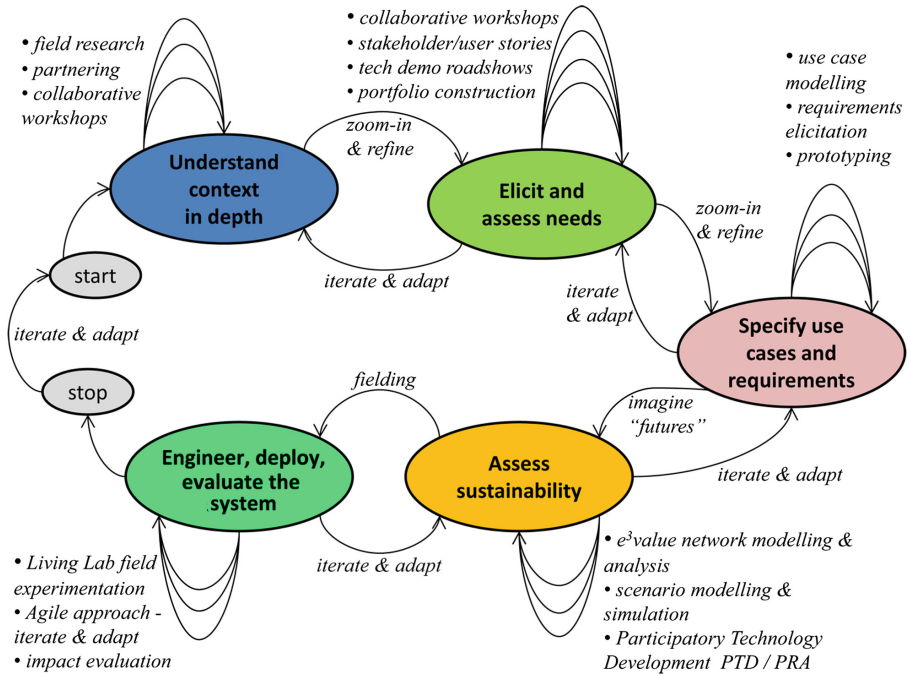 • field research
• partnering
• collaborative
workshops
• collaborative workshops
• stakeholder/user stories
• tech demo roadshows
• portfolio construction
• use case
modelling
• requirements
elicitation
• prototyping
zoom-in
& refine
Understand
context
in depth
Elicit and
assess needs
zoom-in
& refine
start
iterate & adapt
iterate
& adapt
iterate & adapt
Specify use
cases and
requirements
stop
fielding
imagine
“futures”
Engineer, deploy,
evaluate the
system
Assess
sustainability
iterate & adapt
iterate & adapt
• Living Lab field
experimentation
• Agile approach -
iterate & adapt
• impact evaluation
• e³value network modelling &
analysis
• scenario modelling &
simulation
• Participatory Technology
Development PTD / PRA